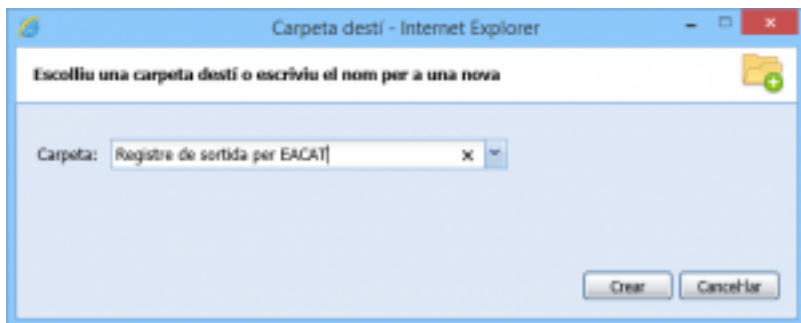 Carpeta destí - Internet Explorer
Escolliu una carpeta destí o escriviu el nom per a una nova
Carpeta: Registre de sortida per EACAT
Crear Cancel·lar